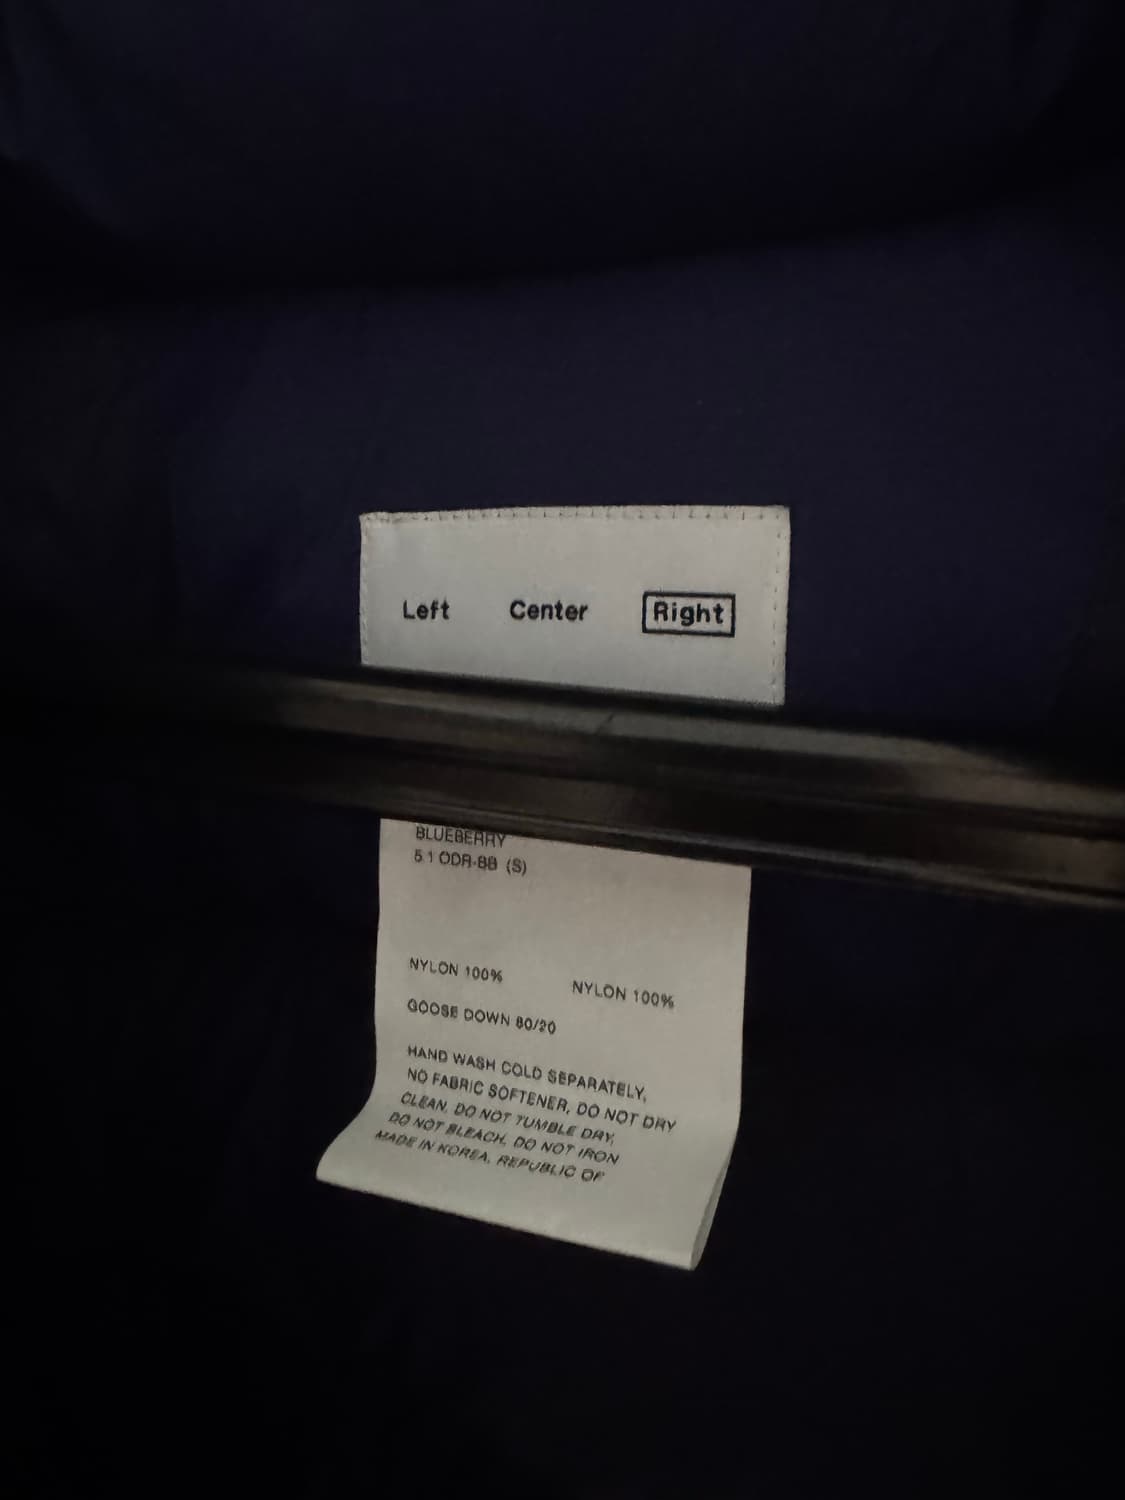 Left Center Right
BLUEBERRY
5.1 ODR-BB (S)
NYLON 100% NYLON 100%
GOOSE DOWN 80/20
HAND WASH COLD SEPARATELY,
NO FABRIC SOFTENER, DO NOT DRY
CLEAN, DO NOT TUMBLE DRY,
DO NOT BLEACH, DO NOT IRON
MADE IN KOREA, REPUBLIC OF